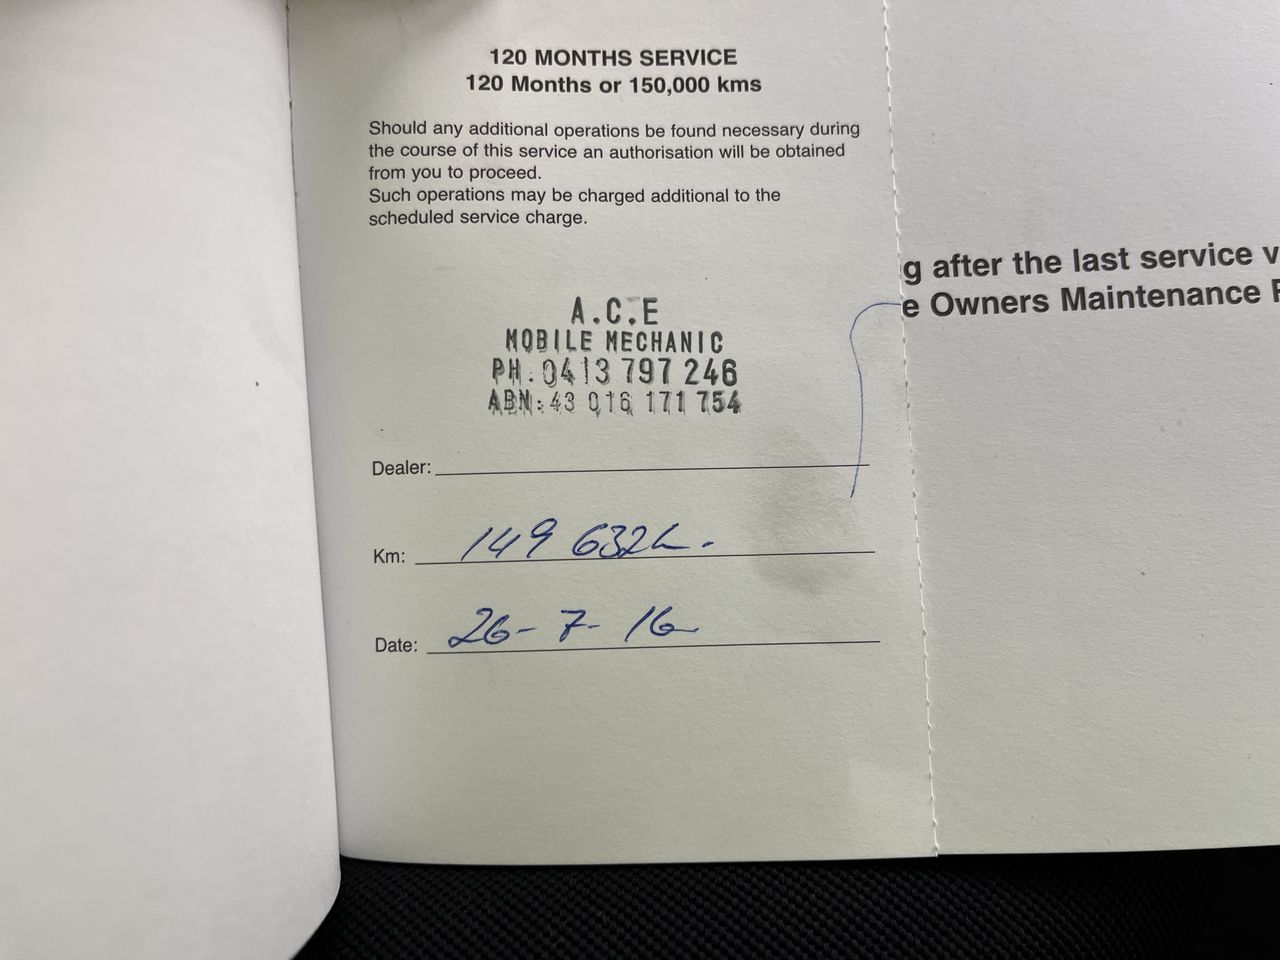 120 MONTHS SERVICE
120 Months or 150,000 kms
Should any additional operations be found necessary during
the course of this service an authorisation will be obtained
from you to proceed.
Such operations may be charged additional to the
scheduled service charge.
A.C.E
MOBILE MECHANIC
PH: 0413 797 246
ABN: 43 016 171 754
Dealer:
Km: 149 632k.
Date: 26-7-16
g after the last service v
e Owners Maintenance